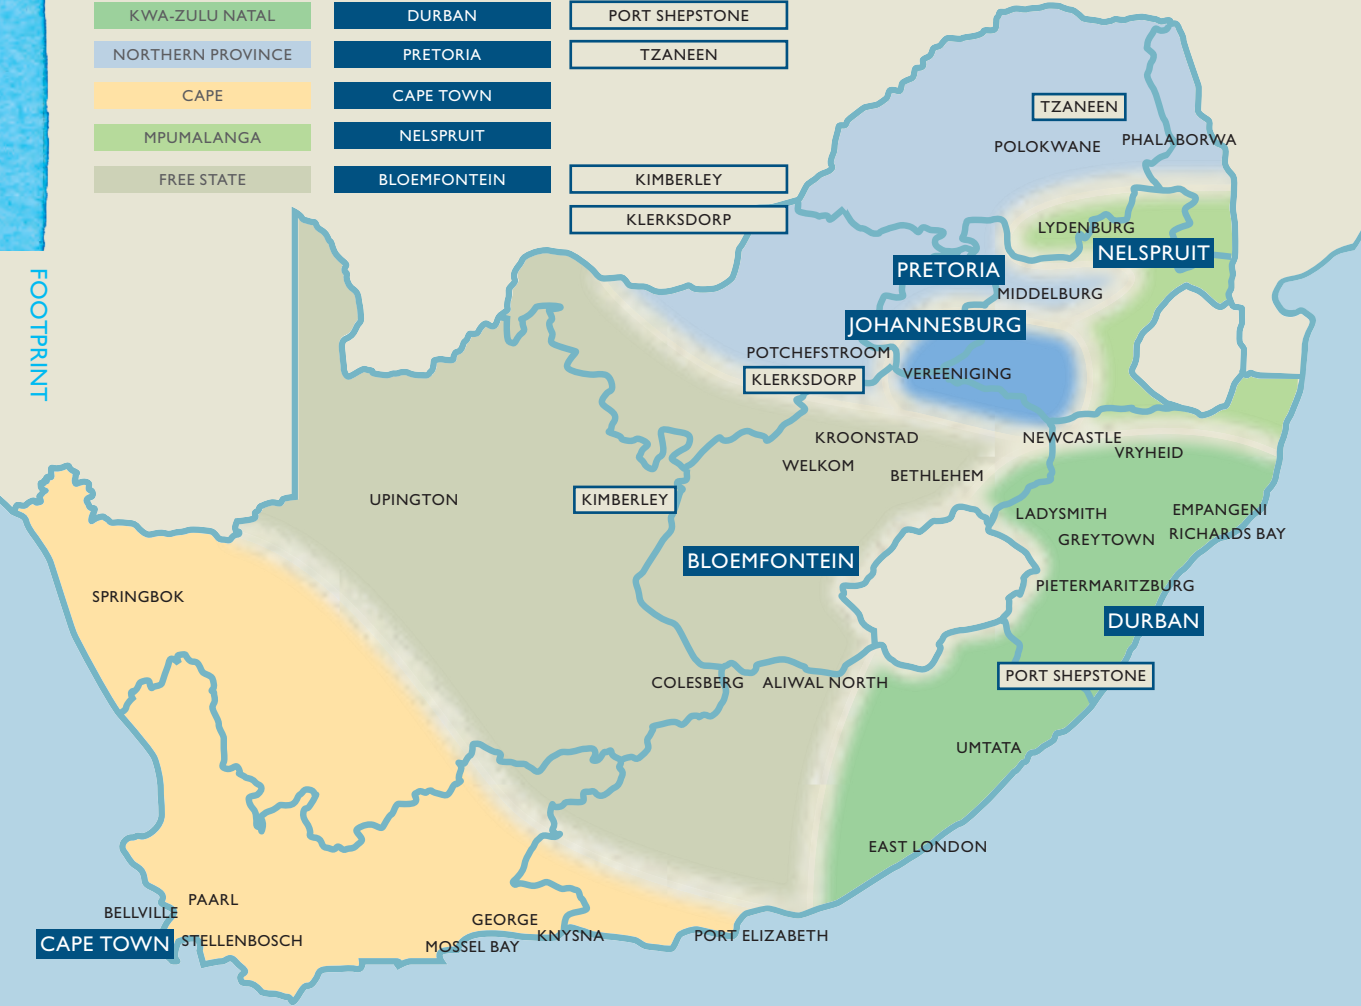 KWA-ZULU NATAL DURBAN PORT SHEPSTONE
NORTHERN PROVINCE PRETORIA TZANEEN
CAPE CAPE TOWN
MPUMALANGA NELSPRUIT
FREE STATE BLOEMFONTEIN KIMBERLEY
KLERKSDORP
FOOTPRINT
TZANEEN
POLOKWANE
PHALABORWA
LYDENBURG
NELSPRUIT
PRETORIA
MIDDELBURG
JOHANNESBURG
POTCHEFSTROOM
KLERKSDORP
VEREENIGING
KROONSTAD
NEWCASTLE
VRYHEID
WELKOM
BETHLEHEM
UPINGTON
KIMBERLEY
LADYSMITH
EMPANGENI
GREYTOWN
RICHARDS BAY
BLOEMFONTEIN
PIETERMARITZBURG
SPRINGBOK
DURBAN
PORT SHEPSTONE
COLESBERG
ALIWAL NORTH
UMTATA
EAST LONDON
PAARL
BELLVILLE
GEORGE
CAPE TOWN
STELLENBOSCH
MOSSEL BAY
KNYSNA
PORT ELIZABETH